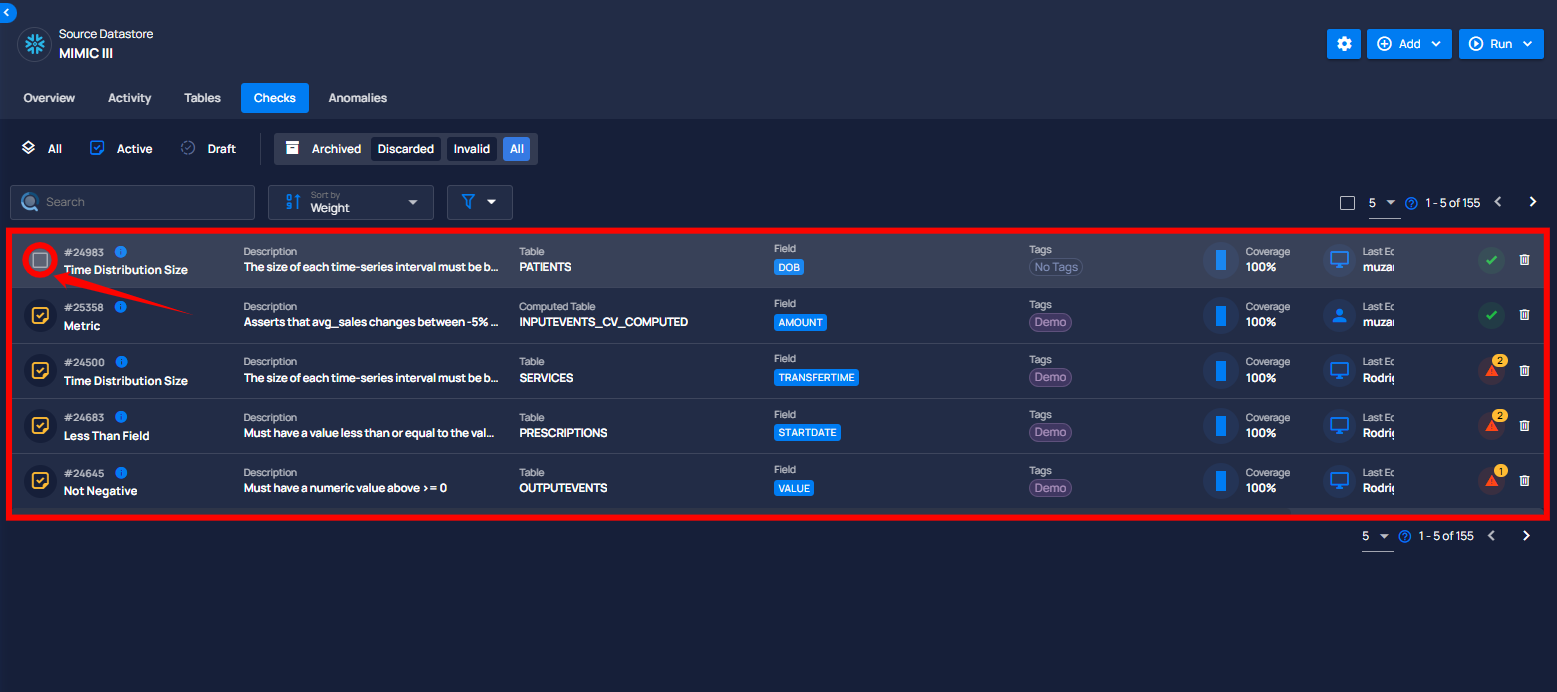 Source Datastore
MIMIC III
Add
Run
Overview Activity Tables Checks Anomalies
All Active Draft Archived Discarded Invalid All
Search
Sort by
Weight
5 1 - 5 of 155
#24983 Description Table Field Tags Coverage Last Ec
Time Distribution Size The size of each time-series interval must be b... PATIENTS DOB No Tags 100% muzar
#25358 Description Computed Table Field Tags Coverage Last Ec
Metric Asserts that avg_sales changes between -5% ... INPUTEVENTS_CV_COMPUTED AMOUNT Demo 100% muzar
#24500 Description Table Field Tags Coverage Last Ec 2
Time Distribution Size The size of each time-series interval must be b... SERVICES TRANSFERTIME Demo 100% Rodrig
#24683 Description Table Field Tags Coverage Last Ec 2
Less Than Field Must have a value less than or equal to the val... PRESCRIPTIONS STARTDATE Demo 100% Rodrig
#24645 Description Table Field Tags Coverage Last Ec 1
Not Negative Must have a numeric value above >= 0 OUTPUTEVENTS VALUE Demo 100% Rodrig
5 1 - 5 of 155